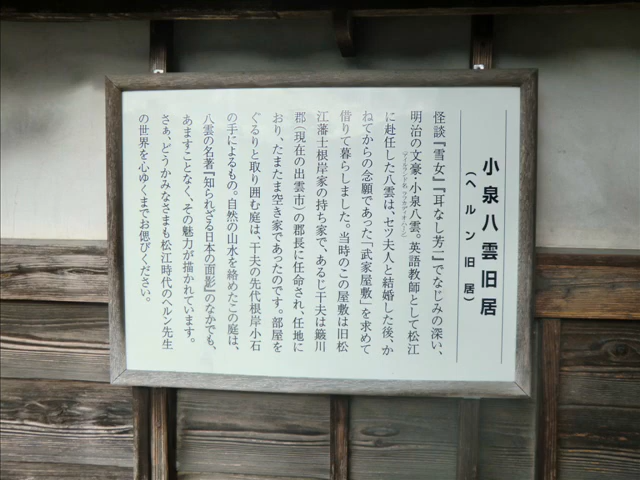 小泉八雲旧居
（ヘルン旧居）
怪談『雪女』『耳なし芳一』でなじみの深い、
明治の文豪・小泉八雲。英語教師として松江
に赴任した八雲は、セツ夫人と結婚した後、か
ねてからの念願であった「武家屋敷」を求めて
借りて暮らしました。当時のこの屋敷は旧松
江藩士根岸家の持ち家で、あるじ干夫は簸川
郡（現在の出雲市）の郡長に任命され、任地に
おり、たまたま空き家であったのです。部屋を
ぐるりと取り囲む庭は、干夫の先代根岸小石
の手によるもの。自然の山水を絡めたこの庭は、
八雲の名著『知られざる日本の面影』のなかでも、
あますことなく、その魅力が描かれています。
さぁ、どうかみなさまも松江時代のヘルン先生
の世界を心ゆくまでお偲びください。